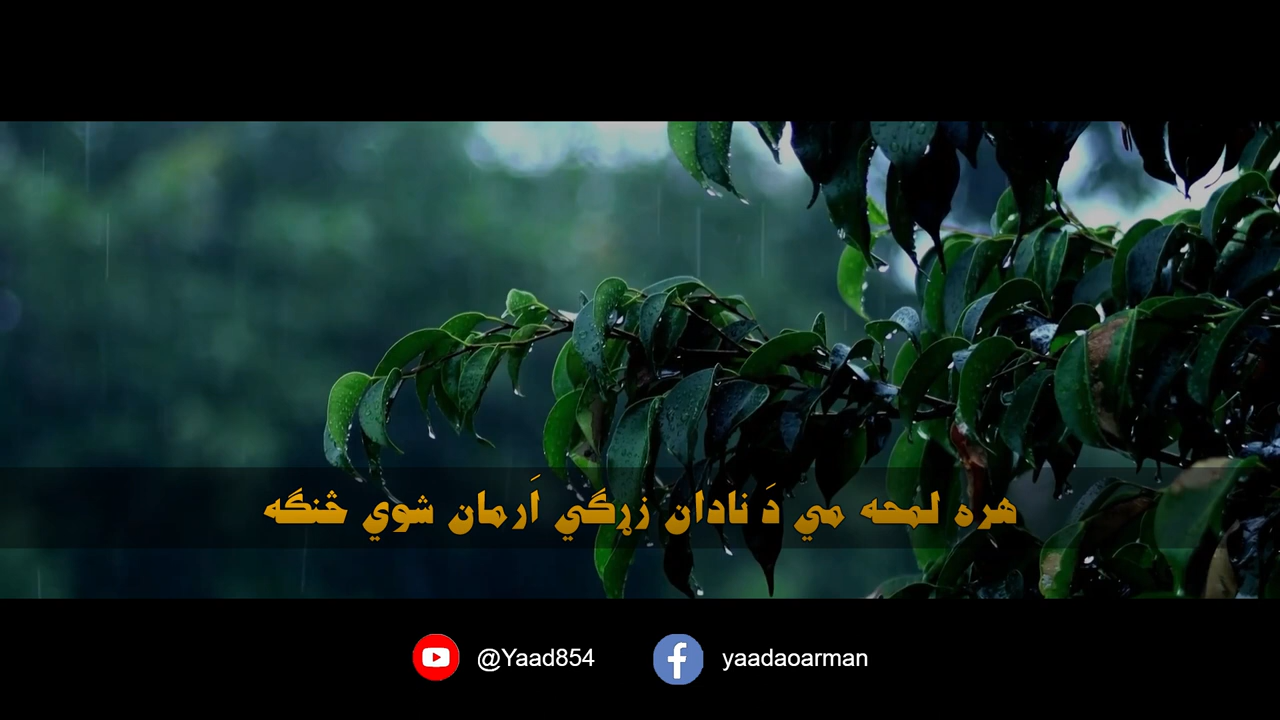 هره لمحه مي دَ نادان زړګي اَرمان شوي څنګه
@Yaad854
yaadaoarman